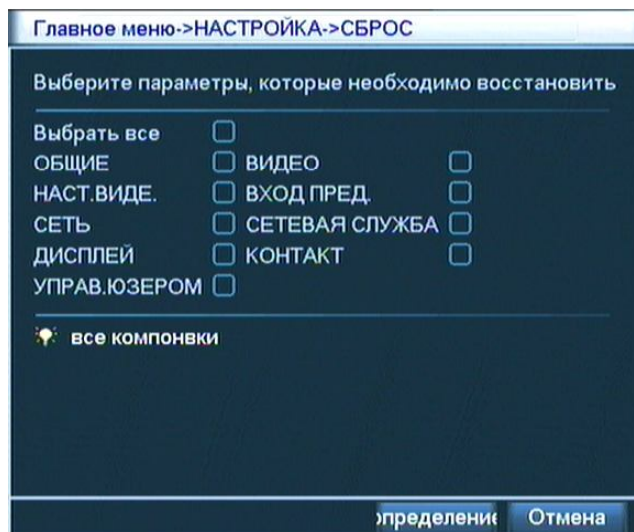 Главное меню->НАСТРОЙКА->СБРОС
Выберите параметры, которые необходимо восстановить
Выбрать все
ОБЩИЕ ВИДЕО
НАСТ.ВИДЕ. ВХОД ПРЕД.
СЕТЬ СЕТЕВАЯ СЛУЖБА
ДИСПЛЕЙ КОНТАКТ
УПРАВ.ЮЗЕРОМ
все компонвки
определение Отмена